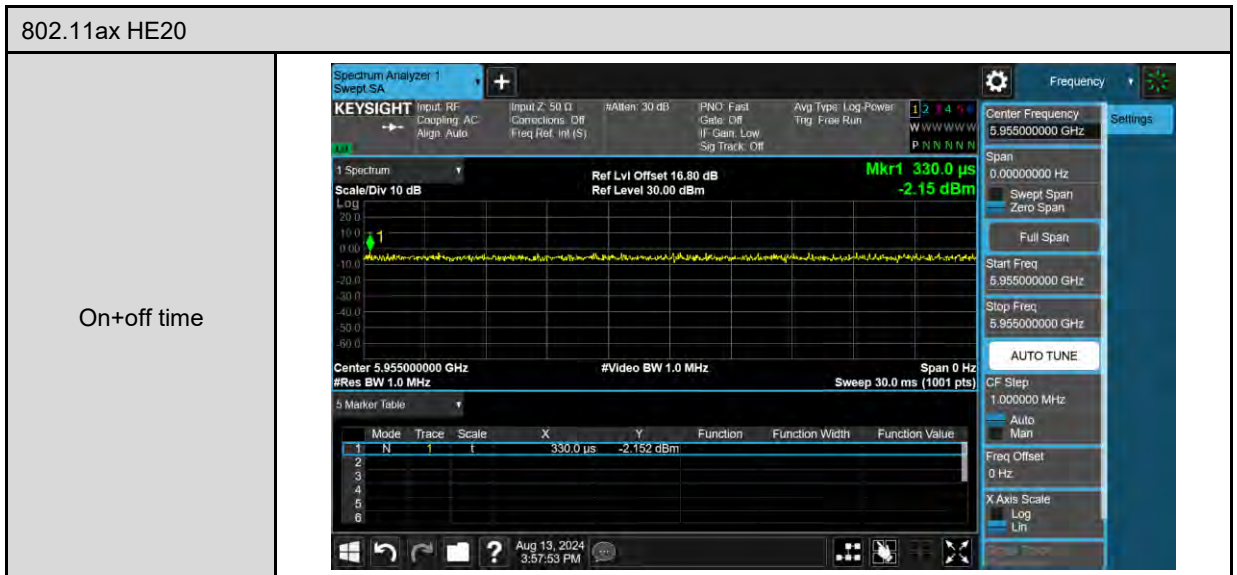 802.11ax HE20
On+off time
Spectrum Analyzer 1
Swept SA
+
Frequency
KEYSIGHT
Input: RF
Coupling: AC
Align: Auto
Input Z: 50 Ω
Corrections: Off
Freq Ref: Int (S)
#Atten: 30 dB
PNO: Fast
Gate: Off
IF Gain: Low
Sig Track: Off
Avg Type: Log-Power
Trig: Free Run
1 2 3 4 5 6
W W W W W W
P N N N N N
1 Spectrum
Scale/Div 10 dB
Ref Lvl Offset 16.80 dB
Ref Level 30.00 dBm
Mkr1 330.0 µs
-2.15 dBm
Log
20.0
10.0
0.00
-10.0
-20.0
-30.0
-40.0
-50.0
-60.0
1
Center 5.955000000 GHz
#Res BW 1.0 MHz
#Video BW 1.0 MHz
Span 0 Hz
Sweep 30.0 ms (1001 pts)
5 Marker Table
Mode Trace Scale X Y Function Function Width Function Value
1 N 1 t 330.0 µs -2.152 dBm
2
3
4
5
6
Aug 13, 2024
3:57:53 PM
?
Center Frequency
5.955000000 GHz
Settings
Span
0.00000000 Hz
Swept Span
Zero Span
Full Span
Start Freq
5.955000000 GHz
Stop Freq
5.955000000 GHz
AUTO TUNE
CF Step
1.000000 MHz
Auto
Man
Freq Offset
0 Hz
X Axis Scale
Log
Lin